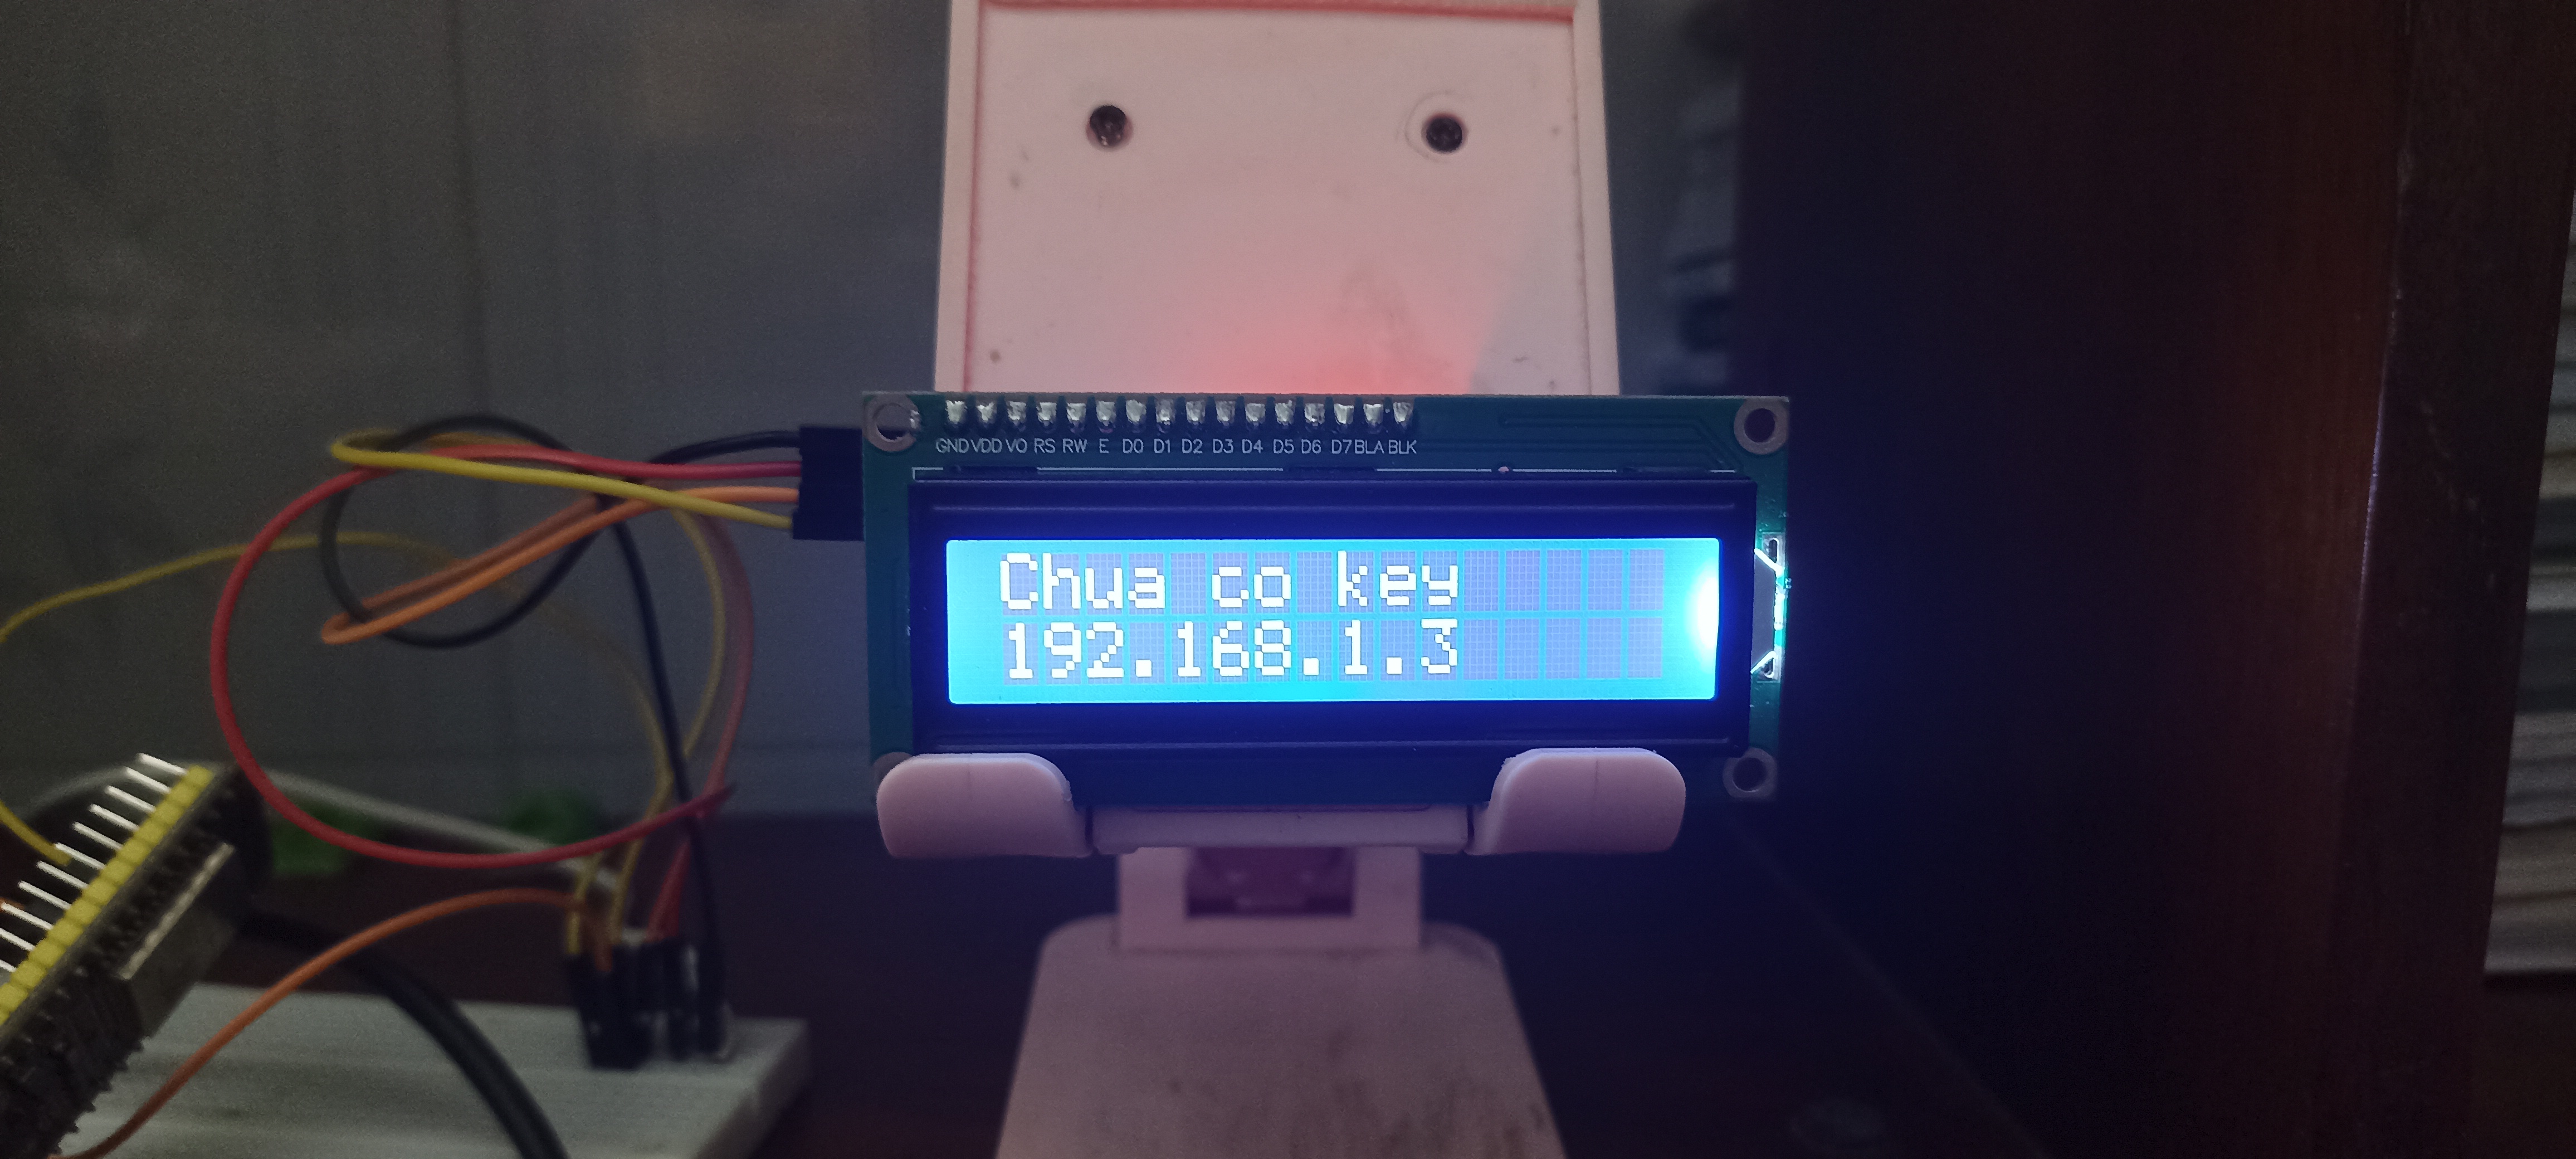 GND VDD VO RS RW E D0 D1 D2 D3 D4 D5 D6 D7 BLA BLK
Chua co key
192.168.1.3